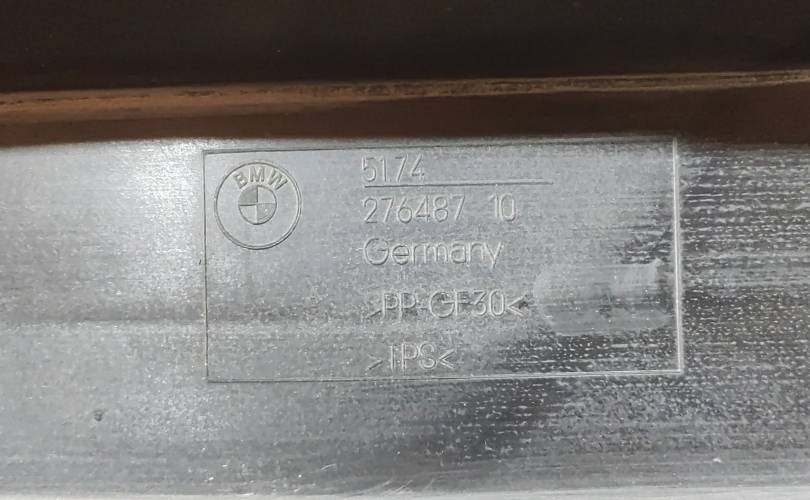 BMW
51.74
276487 10
Germany
>PP-GF30<
>TPS<